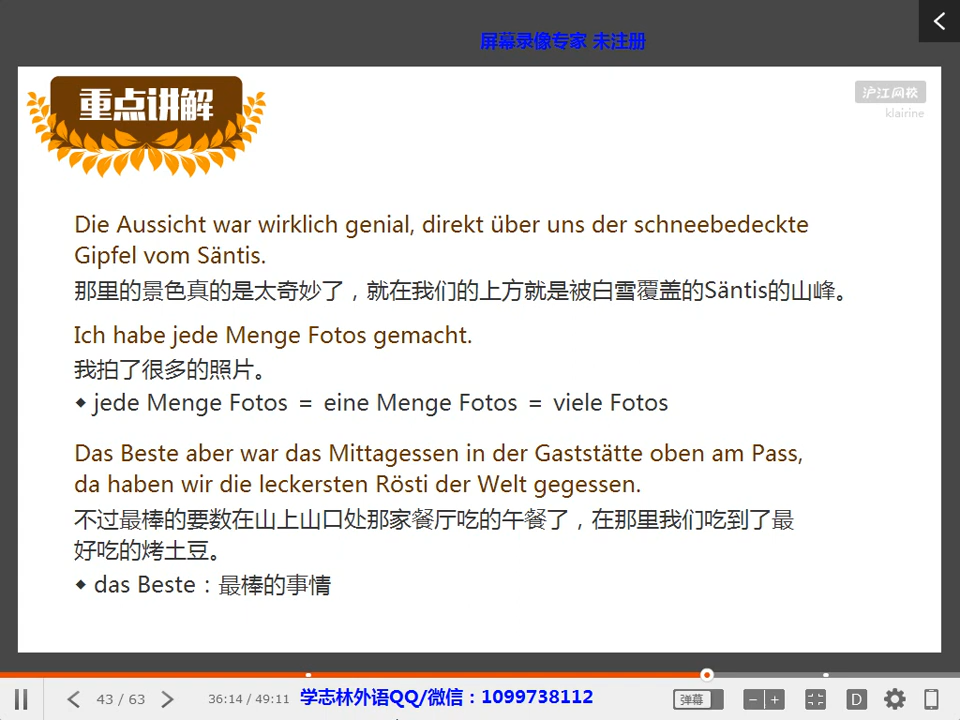 屏幕录像专家 未注册
重点讲解
沪江网校
klairine
Die Aussicht war wirklich genial, direkt über uns der schneebedeckte
Gipfel vom Säntis.
那里的景色真的是太奇妙了，就在我们的上方就是被白雪覆盖的Säntis的山峰。
Ich habe jede Menge Fotos gemacht.
我拍了很多的照片。
◆ jede Menge Fotos = eine Menge Fotos = viele Fotos
Das Beste aber war das Mittagessen in der Gaststätte oben am Pass,
da haben wir die leckersten Rösti der Welt gegessen.
不过最棒的要数在山上山口处那家餐厅吃的午餐了，在那里我们吃到了最
好吃的烤土豆。
◆ das Beste：最棒的事情
43 / 63 36:14 / 49:11 学志林外语QQ/微信：1099738112 弹幕 D